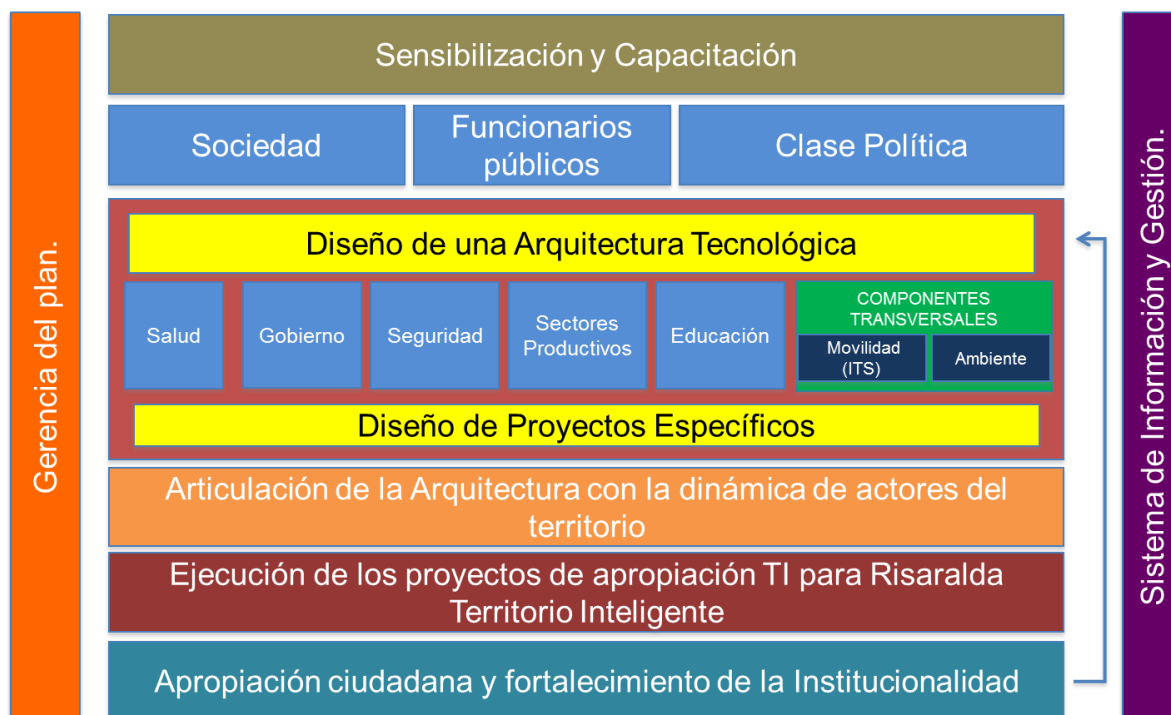 Gerencia del plan.
Sensibilización y Capacitación
Sociedad
Funcionarios
públicos
Clase Política
Diseño de una Arquitectura Tecnológica
Salud
Gobierno
Seguridad
Sectores
Productivos
Educación
COMPONENTES
TRANSVERSALES
Movilidad
(ITS)
Ambiente
Diseño de Proyectos Específicos
Articulación de la Arquitectura con la dinámica de actores del
territorio
Ejecución de los proyectos de apropiación TI para Risaralda
Territorio Inteligente
Apropiación ciudadana y fortalecimiento de la Institucionalidad
Sistema de Información y Gestión.